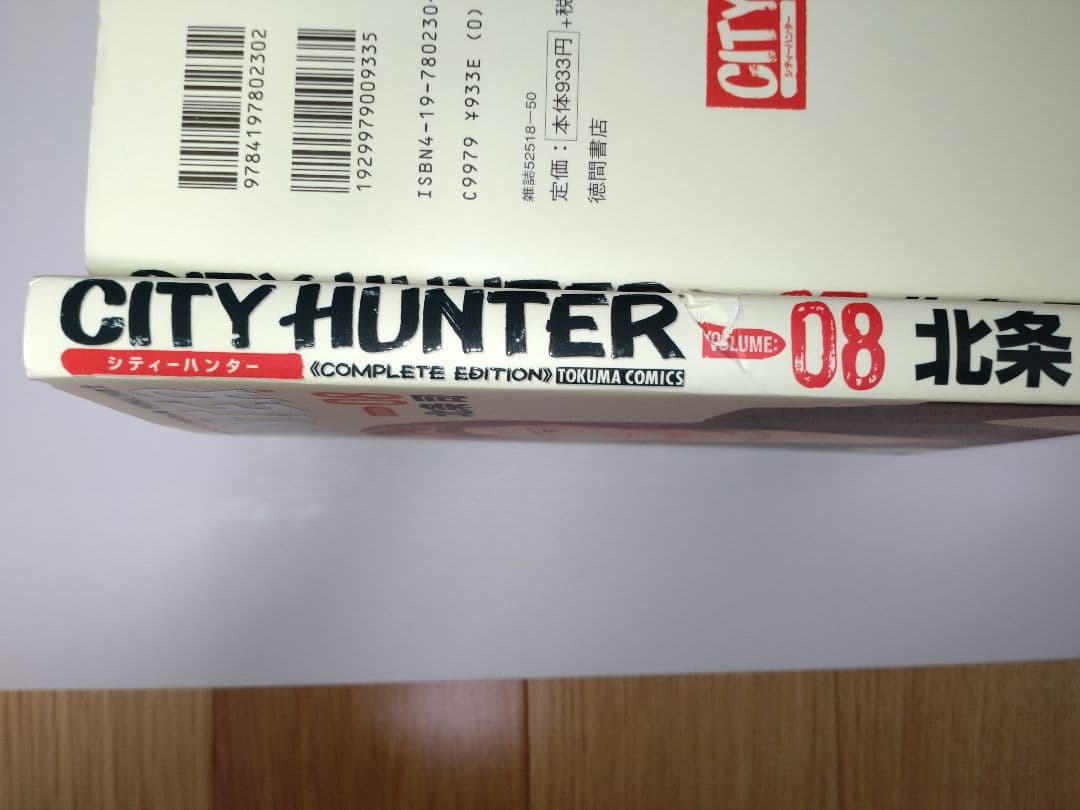 9784197802302
1929979009335
ISBN4-19-780230-
C9979 ¥933E (0)
雑誌52518-50
定価：本体933円+税
徳間書店
CITY
シティーハンター
CITY HUNTER
シティーハンター
《COMPLETE EDITION》
TOKUMA COMICS
VOLUME:
08
北条